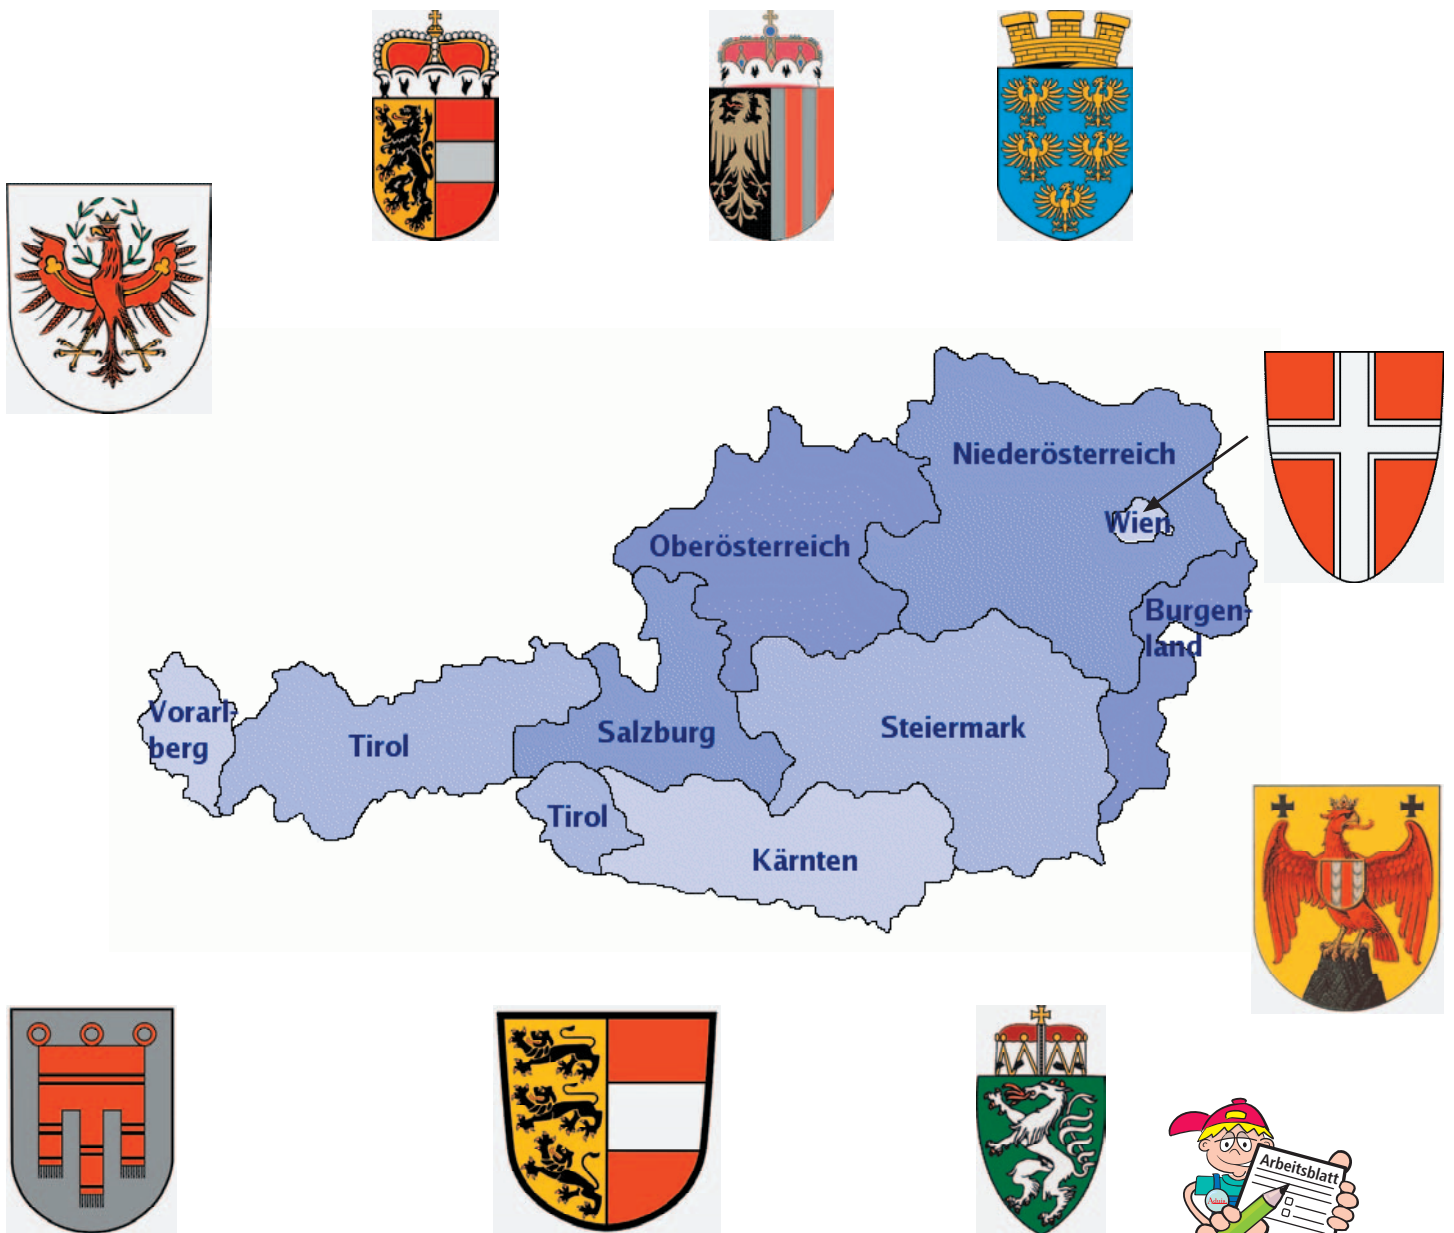 Niederösterreich
Wien
Oberösterreich
Burgen-
land
Vorarl-
berg
Tirol
Salzburg
Steiermark
Tirol
Kärnten
Arbeitsblatt